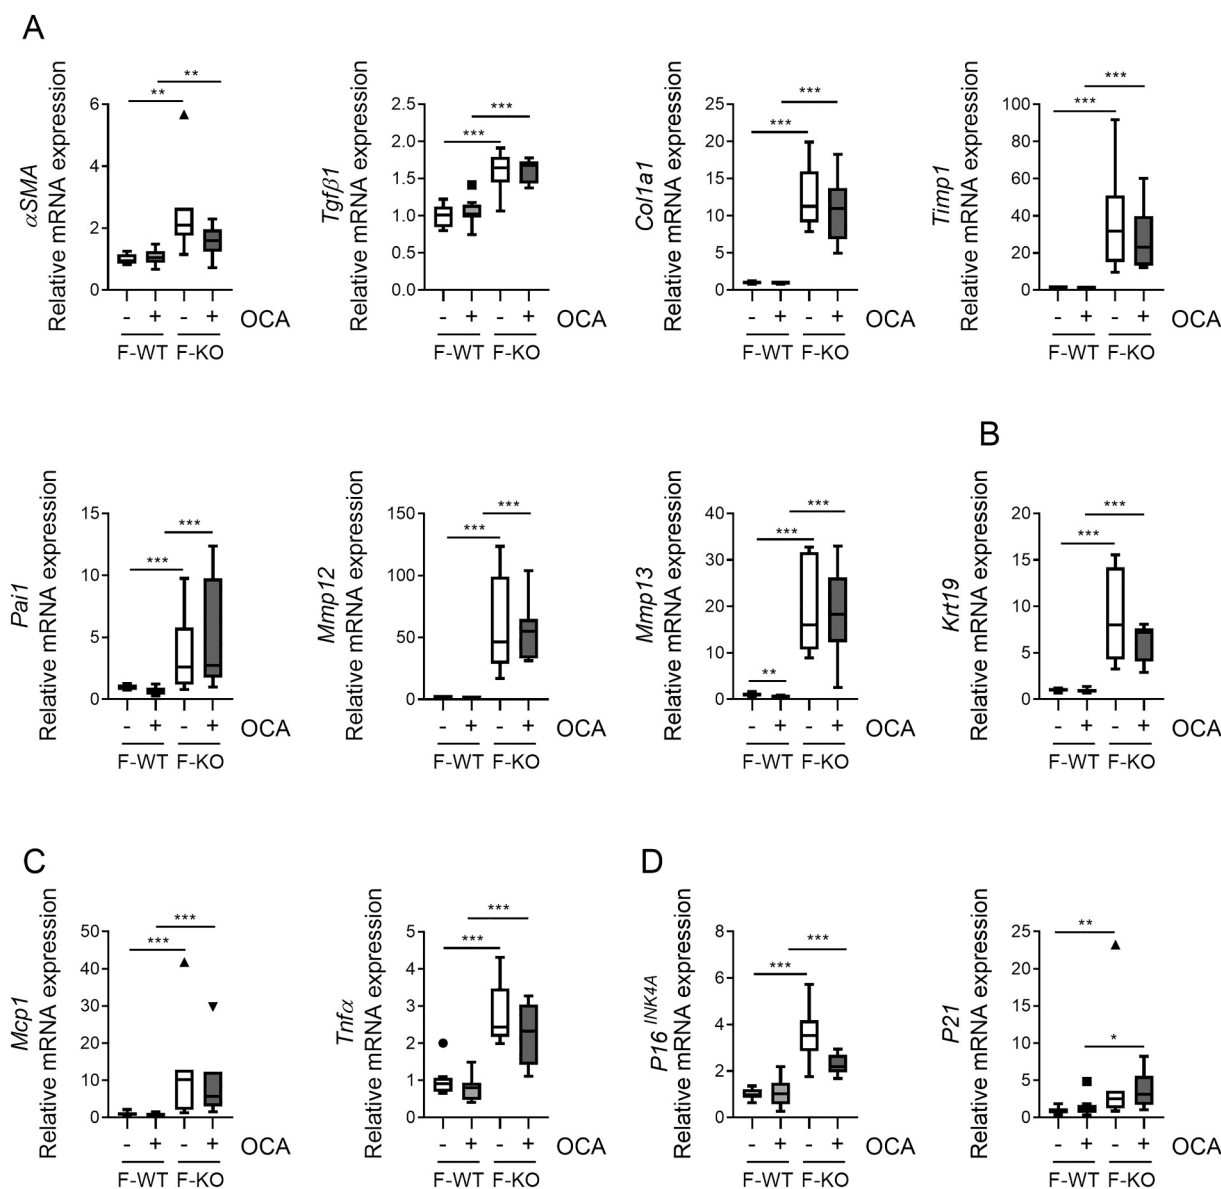 A
αSMA
Relative mRNA expression
6
4
2
0
**
**
- + - + OCA
F-WT F-KO
Tgfβ1
Relative mRNA expression
2.5
2.0
1.5
1.0
0.5
0.0
***
***
- + - + OCA
F-WT F-KO
Col1a1
Relative mRNA expression
25
20
15
10
5
0
***
***
- + - + OCA
F-WT F-KO
Timp1
Relative mRNA expression
100
80
60
40
20
0
***
***
- + - + OCA
F-WT F-KO
Pai1
Relative mRNA expression
15
10
5
0
***
***
- + - + OCA
F-WT F-KO
Mmp12
Relative mRNA expression
150
100
50
0
***
***
- + - + OCA
F-WT F-KO
Mmp13
Relative mRNA expression
40
30
20
10
0
***
***
**
- + - + OCA
F-WT F-KO
B
Krt19
Relative mRNA expression
20
15
10
5
0
***
***
- + - + OCA
F-WT F-KO
C
Mcp1
Relative mRNA expression
50
40
30
20
10
0
***
***
- + - + OCA
F-WT F-KO
Tnfα
Relative mRNA expression
5
4
3
2
1
0
***
***
- + - + OCA
F-WT F-KO
D
P16 INK4A
Relative mRNA expression
8
6
4
2
0
***
***
- + - + OCA
F-WT F-KO
P21
Relative mRNA expression
25
20
15
10
5
0
**
*
- + - + OCA
F-WT F-KO